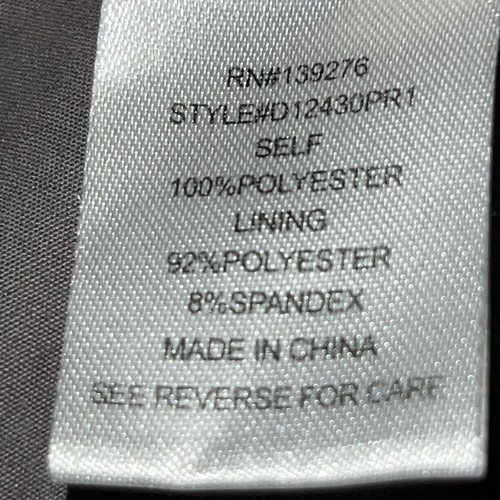 RN#139276
STYLE#D12430PR1
SELF
100%POLYESTER
LINING
92%POLYESTER
8%SPANDEX
MADE IN CHINA
SEE REVERSE FOR CARE